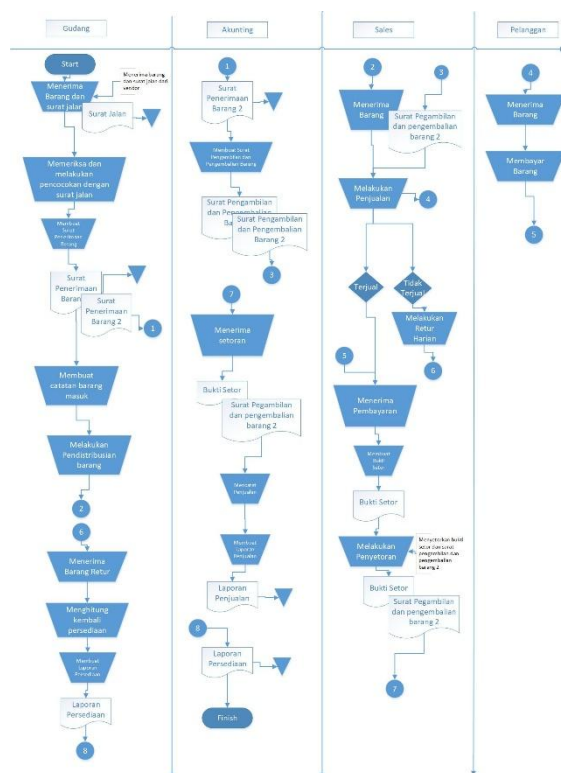 Gudang
Akunting
Sales
Pelanggan
Start
Menerima
Barang dan
surat jalan
Menerima barang
dan surat jalan dari
vendor
Surat Jalan
Memeriksa dan
melakukan
pencocokan dengan
surat jalan
Membuat
Surat
Penerimaan
Barang
Surat
Penerimaan
Barang
Surat
Penerimaan
Barang 2
1
Membuat
catatan barang
masuk
Melakukan
Pendistribusian
barang
2
6
Menerima
Barang Retur
Menghitung
kembali
persediaan
Membuat
Laporan
Persediaan
Laporan
Persediaan
8
1
Surat
Penerimaan
Barang 2
Membuat Surat
Pengambilan dan
Pengembalian Barang
Surat Pengambilan
dan Pengembalian
Surat Pengambilan
dan Pengembalian
Barang 2
3
7
Menerima
setoran
Bukti Setor
Surat Pegambilan
dan pengembalian
barang 2
Mencatat
Penjualan
Membuat
Laporan
Penjualan
Laporan
Penjualan
8
Laporan
Persediaan
Finish
2
3
Menerima
Barang
Surat Pegambilan
dan pengembalian
barang 2
Melakukan
Penjualan
4
Terjual
Tidak
Terjual
Melakukan
Retur
Harian
6
5
Menerima
Pembayaran
Membuat
Bukti
Setor
Bukti Setor
Melakukan
Penyetoran
Menyetorkan bukti
setor dan surat
pengambilan dan
pengembalian
barang 2
Bukti Setor
Surat Pegambilan
dan pengembalian
barang 2
7
4
Menerima
Barang
Membayar
Barang
5